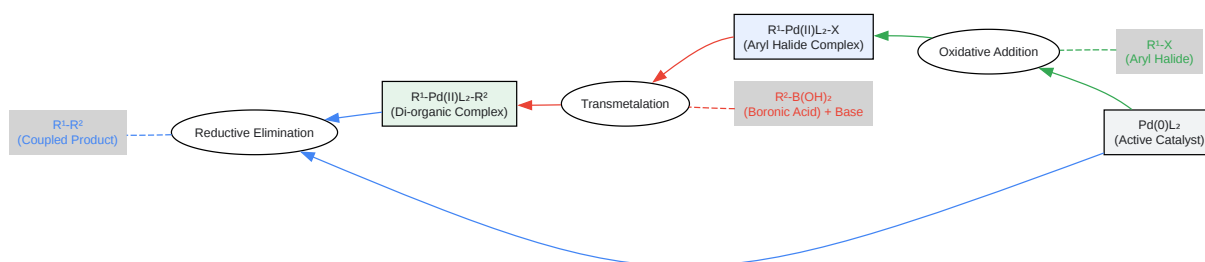 R¹-Pd(II)L₂-X
(Aryl Halide Complex)
Oxidative Addition
R¹-X
(Aryl Halide)
R¹-Pd(II)L₂-R²
(Di-organic Complex)
Transmetalation
R²-B(OH)₂
(Boronic Acid) + Base
R¹-R²
(Coupled Product)
Reductive Elimination
Pd(0)L₂
(Active Catalyst)